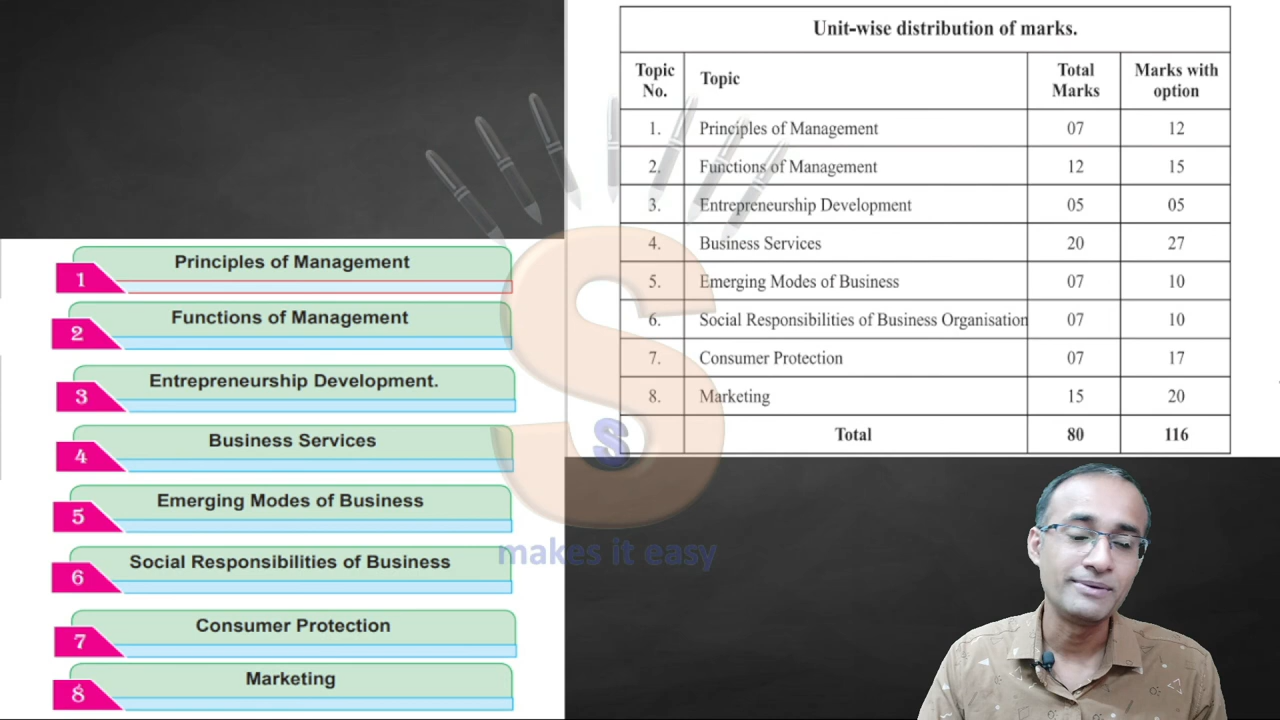 1 Principles of Management
2 Functions of Management
3 Entrepreneurship Development.
4 Business Services
5 Emerging Modes of Business
6 Social Responsibilities of Business
7 Consumer Protection
8 Marketing
Unit-wise distribution of marks.
Topic No. Topic Total Marks Marks with option
1. Principles of Management 07 12
2. Functions of Management 12 15
3. Entrepreneurship Development 05 05
4. Business Services 20 27
5. Emerging Modes of Business 07 10
6. Social Responsibilities of Business Organisation 07 10
7. Consumer Protection 07 17
8. Marketing 15 20
Total 80 116
S
s
makes it easy